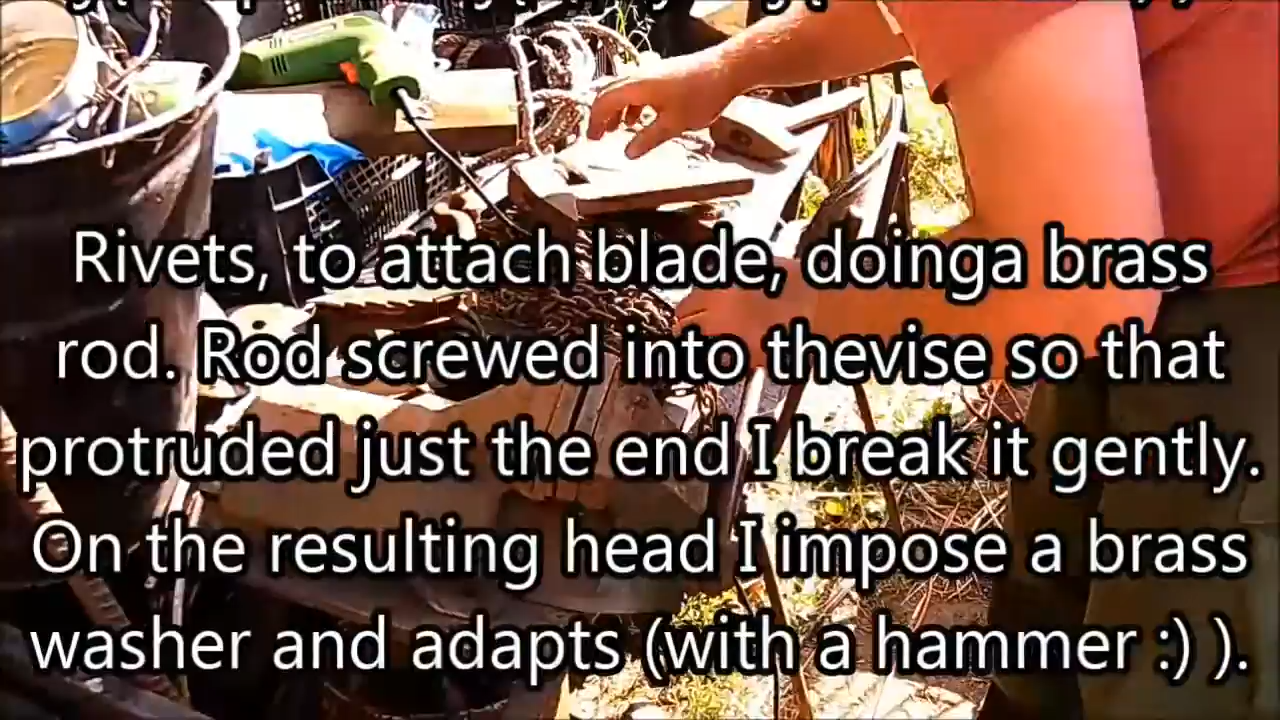 Rivets, to attach blade, doinga brass
rod. Rod screwed into thevise so that
protruded just the end I break it gently.
On the resulting head I impose a brass
washer and adapts (with a hammer :) ).